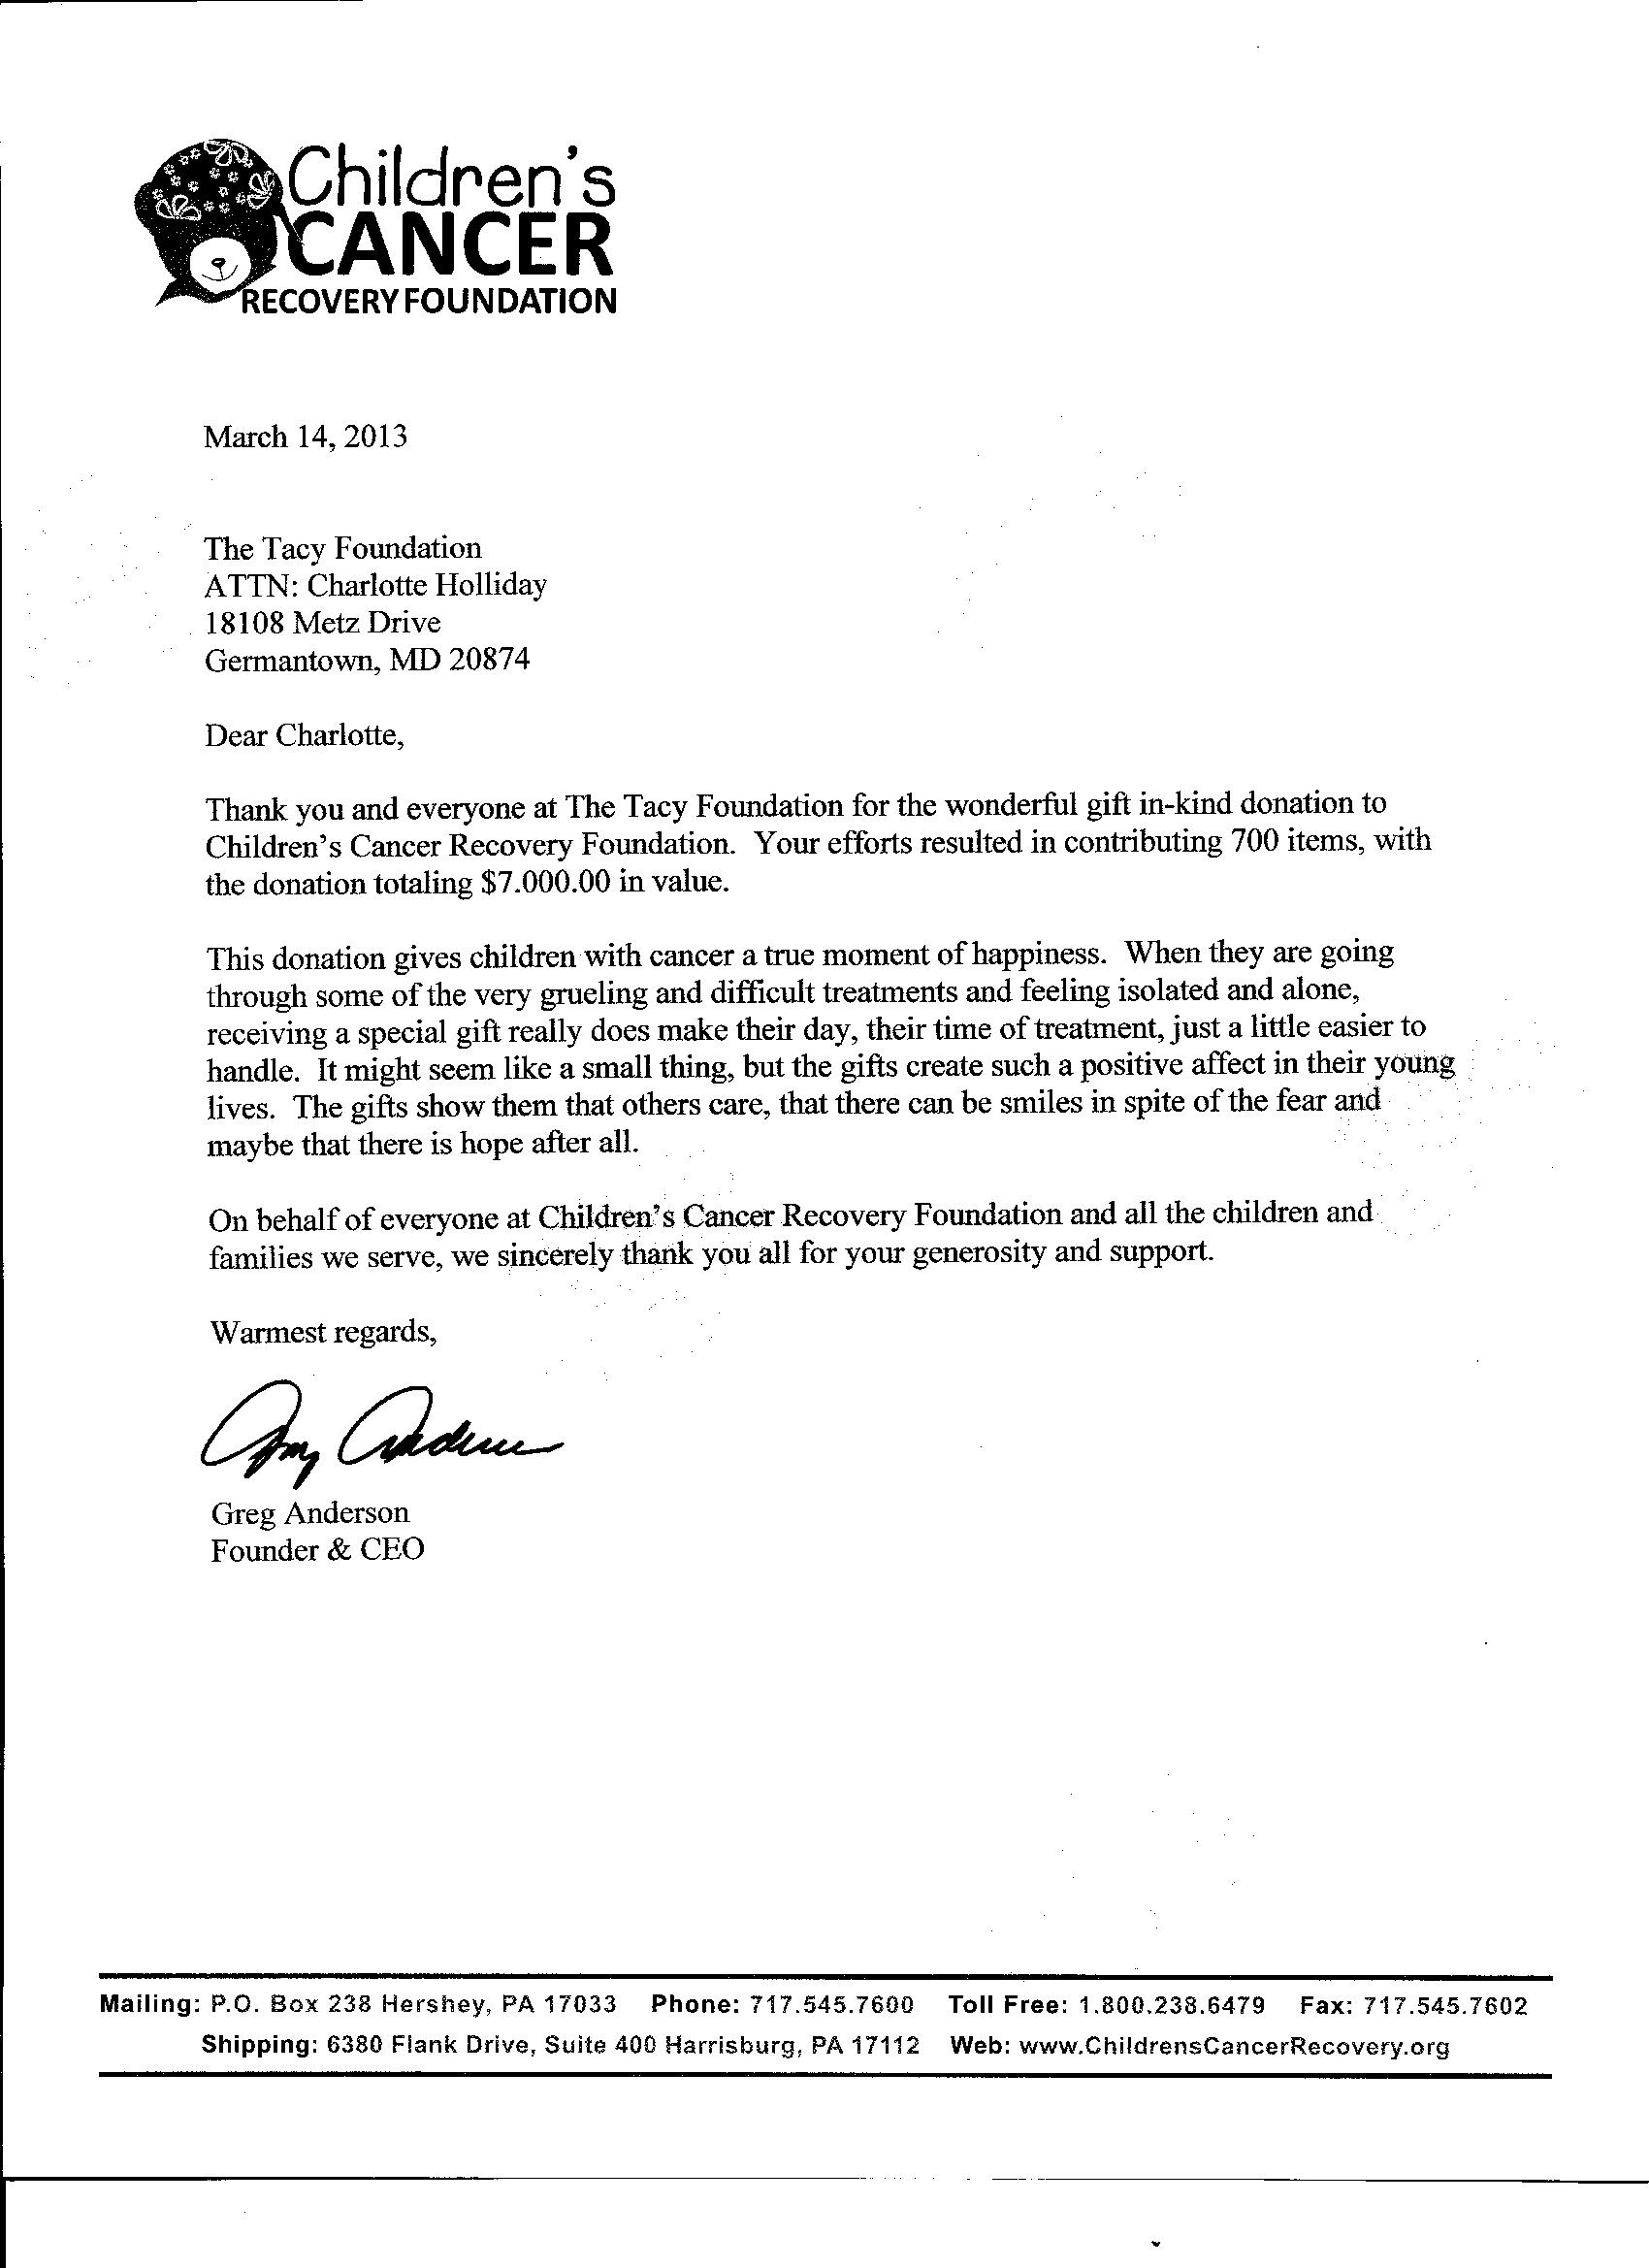 Children's
CANCER
RECOVERY FOUNDATION
March 14, 2013
The Tacy Foundation
ATTN: Charlotte Holliday
18108 Metz Drive
Germantown, MD 20874
Dear Charlotte,
Thank you and everyone at The Tacy Foundation for the wonderful gift in-kind donation to
Children's Cancer Recovery Foundation.  Your efforts resulted in contributing 700 items, with
the donation totaling $7.000.00 in value.
This donation gives children with cancer a true moment of happiness.  When they are going
through some of the very grueling and difficult treatments and feeling isolated and alone,
receiving a special gift really does make their day, their time of treatment, just a little easier to
handle.  It might seem like a small thing, but the gifts create such a positive affect in their young
lives.  The gifts show them that others care, that there can be smiles in spite of the fear and
maybe that there is hope after all.
On behalf of everyone at Children's Cancer Recovery Foundation and all the children and
families we serve, we sincerely thank you all for your generosity and support.
Warmest regards,
Greg Anderson
Greg Anderson
Founder & CEO
Mailing: P.O. Box 238 Hershey, PA 17033 Phone: 717.545.7600 Toll Free: 1.800.238.6479 Fax: 717.545.7602
Shipping: 6380 Flank Drive, Suite 400 Harrisburg, PA 17112 Web: www.ChildrensCancerRecovery.org